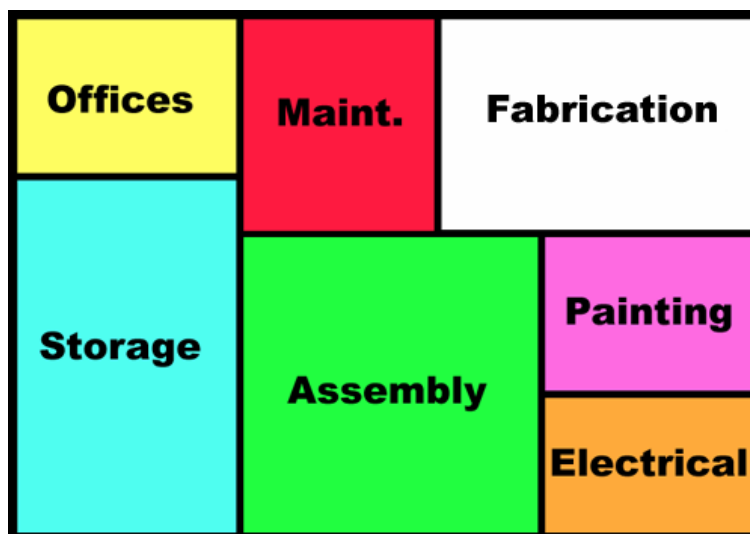 Offices
Maint.
Fabrication
Storage
Assembly
Painting
Electrical